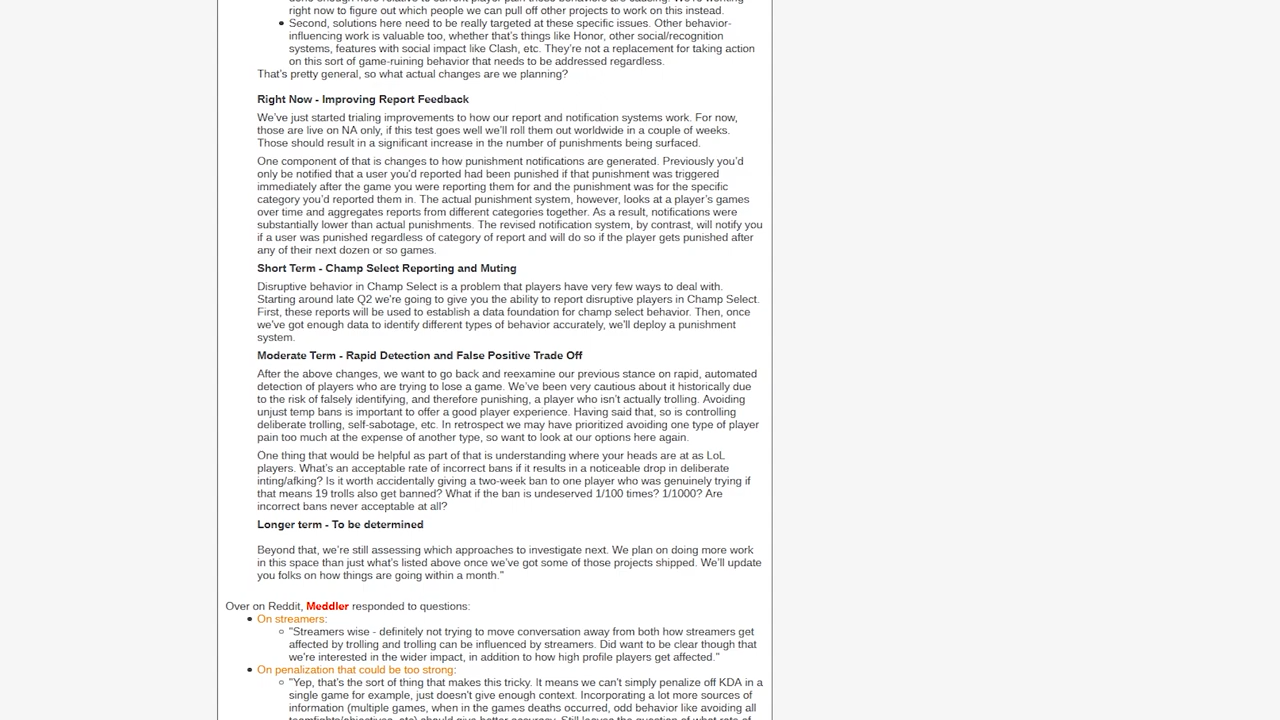 right now to figure out which people we can pull off other projects to work on this instead.
Second, solutions here need to be really targeted at these specific issues. Other behavior-
influencing work is valuable too, whether that's things like Honor, other social/recognition
systems, features with social impact like Clash, etc. They're not a replacement for taking action
on this sort of game-ruining behavior that needs to be addressed regardless.
That's pretty general, so what actual changes are we planning?
Right Now - Improving Report Feedback
We've just started trialing improvements to how our report and notification systems work. For now,
those are live on NA only, if this test goes well we'll roll them out worldwide in a couple of weeks.
Those should result in a significant increase in the number of punishments being surfaced.
One component of that is changes to how punishment notifications are generated. Previously you'd
only be notified that a user you'd reported had been punished if that punishment was triggered
immediately after the game you were reporting them for and the punishment was for the specific
category you'd reported them in. The actual punishment system, however, looks at a player's games
over time and aggregates reports from different categories together. As a result, notifications were
substantially lower than actual punishments. The revised notification system, by contrast, will notify you
if a user was punished regardless of category of report and will do so if the player gets punished after
any of their next dozen or so games.
Short Term - Champ Select Reporting and Muting
Disruptive behavior in Champ Select is a problem that players have very few ways to deal with.
Starting around late Q2 we're going to give you the ability to report disruptive players in Champ Select.
First, these reports will be used to establish a data foundation for champ select behavior. Then, once
we've got enough data to identify different types of behavior accurately, we'll deploy a punishment
system.
Moderate Term - Rapid Detection and False Positive Trade Off
After the above changes, we want to go back and reexamine our previous stance on rapid, automated
detection of players who are trying to lose a game. We've been very cautious about it historically due
to the risk of falsely identifying, and therefore punishing, a player who isn't actually trolling. Avoiding
unjust temp bans is important to offer a good player experience. Having said that, so is controlling
deliberate trolling, self-sabotage, etc. In retrospect we may have prioritized avoiding one type of player
pain too much at the expense of another type, so want to look at our options here again.
One thing that would be helpful as part of that is understanding where your heads are at as LoL
players. What's an acceptable rate of incorrect bans if it results in a noticeable drop in deliberate
inting/afking? Is it worth accidentally giving a two-week ban to one player who was genuinely trying if
that means 19 trolls also get banned? What if the ban is undeserved 1/100 times? 1/1000? Are
incorrect bans never acceptable at all?
Longer term - To be determined
Beyond that, we're still assessing which approaches to investigate next. We plan on doing more work
in this space than just what's listed above once we've got some of those projects shipped. We'll update
you folks on how things are going within a month."
Over on Reddit, Meddler responded to questions:
On streamers:
"Streamers wise - definitely not trying to move conversation away from both how streamers get
affected by trolling and trolling can be influenced by streamers. Did want to be clear though that
we're interested in the wider impact, in addition to how high profile players get affected."
On penalization that could be too strong:
"Yep, that's the sort of thing that makes this tricky. It means we can't simply penalize off KDA in a
single game for example, just doesn't give enough context. Incorporating a lot more sources of
information (multiple games, when in the games deaths occurred, odd behavior like avoiding all